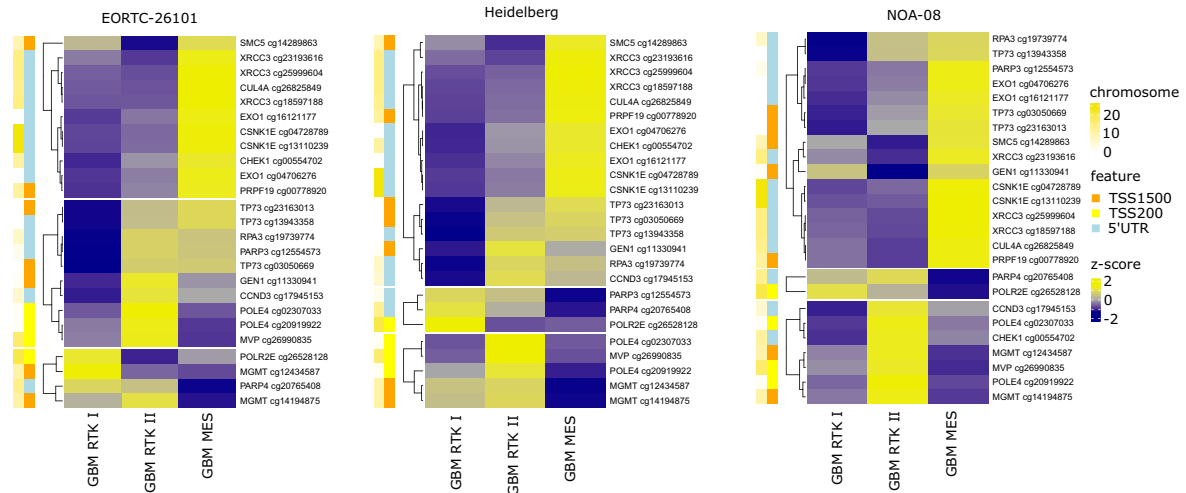 EORTC-26101
SMC5 cg14289863
XRCC3 cg23193616
XRCC3 cg25999604
CUL4A cg26825849
XRCC3 cg18597188
EXO1 cg16121177
CSNK1E cg04728789
CSNK1E cg13110239
CHEK1 cg00554702
EXO1 cg04706276
PRPF19 cg00778920
TP73 cg23163013
TP73 cg13943358
RPA3 cg19739774
PARP3 cg12554573
TP73 cg03050669
GEN1 cg11330941
CCND3 cg17945153
POLE4 cg02307033
POLE4 cg20919922
MVP cg26990835
POLR2E cg26528128
MGMT cg12434587
PARP4 cg20765408
MGMT cg14194875
GBM RTK I
GBM RTK II
GBM MES
Heidelberg
SMC5 cg14289863
XRCC3 cg23193616
XRCC3 cg25999604
XRCC3 cg18597188
CUL4A cg26825849
PRPF19 cg00778920
EXO1 cg04706276
CHEK1 cg00554702
EXO1 cg16121177
CSNK1E cg04728789
CSNK1E cg13110239
TP73 cg23163013
TP73 cg03050669
TP73 cg13943358
GEN1 cg11330941
RPA3 cg19739774
CCND3 cg17945153
PARP3 cg12554573
PARP4 cg20765408
POLR2E cg26528128
POLE4 cg02307033
MVP cg26990835
POLE4 cg20919922
MGMT cg12434587
MGMT cg14194875
GBM RTK I
GBM RTK II
GBM MES
NOA-08
RPA3 cg19739774
TP73 cg13943358
PARP3 cg12554573
EXO1 cg04706276
EXO1 cg16121177
TP73 cg03050669
TP73 cg23163013
SMC5 cg14289863
XRCC3 cg23193616
GEN1 cg11330941
CSNK1E cg04728789
CSNK1E cg13110239
XRCC3 cg25999604
XRCC3 cg18597188
CUL4A cg26825849
PRPF19 cg00778920
PARP4 cg20765408
POLR2E cg26528128
CCND3 cg17945153
POLE4 cg02307033
CHEK1 cg00554702
MGMT cg12434587
MVP cg26990835
POLE4 cg20919922
MGMT cg14194875
GBM RTK I
GBM RTK II
GBM MES
chromosome
20
10
0
feature
TSS1500
TSS200
5'UTR
z-score
2
0
-2